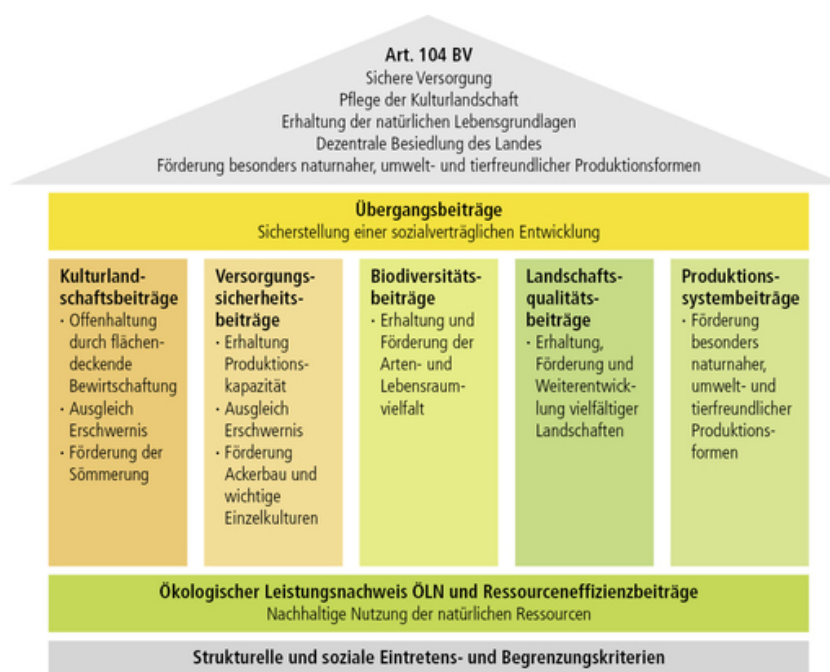 Art. 104 BV
Sichere Versorgung
Pflege der Kulturlandschaft
Erhaltung der natürlichen Lebensgrundlagen
Dezentrale Besiedlung des Landes
Förderung besonders naturnaher, umwelt- und tierfreundlicher Produktionsformen
Übergangsbeiträge
Sicherstellung einer sozialverträglichen Entwicklung
Kulturland-
schaftsbeiträge
· Offenhaltung
durch flächen-
deckende
Bewirtschaftung
· Ausgleich
Erschwernis
· Förderung der
Sömmerung
Versorgungs-
sicherheits-
beiträge
· Erhaltung
Produktions-
kapazität
· Ausgleich
Erschwernis
· Förderung
Ackerbau und
wichtige
Einzelkulturen
Biodiversitäts-
beiträge
· Erhaltung und
Förderung der
Arten- und
Lebensraum-
vielfalt
Landschafts-
qualitäts-
beiträge
· Erhaltung,
Förderung und
Weiterentwick-
lung vielfältiger
Landschaften
Produktions-
systembeiträge
· Förderung
besonders
naturnaher,
umwelt- und
tierfreundlicher
Produktions-
formen
Ökologischer Leistungsnachweis ÖLN und Ressourceneffizienzbeiträge
Nachhaltige Nutzung der natürlichen Ressourcen
Strukturelle und soziale Eintretens- und Begrenzungskriterien